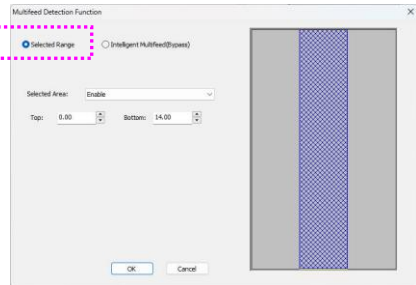 Multifeed Detection Function
Selected Range Intelligent Multifeed(Bypass)
Selected Area: Enable
Top: 0.00 Bottom: 14.00
OK Cancel